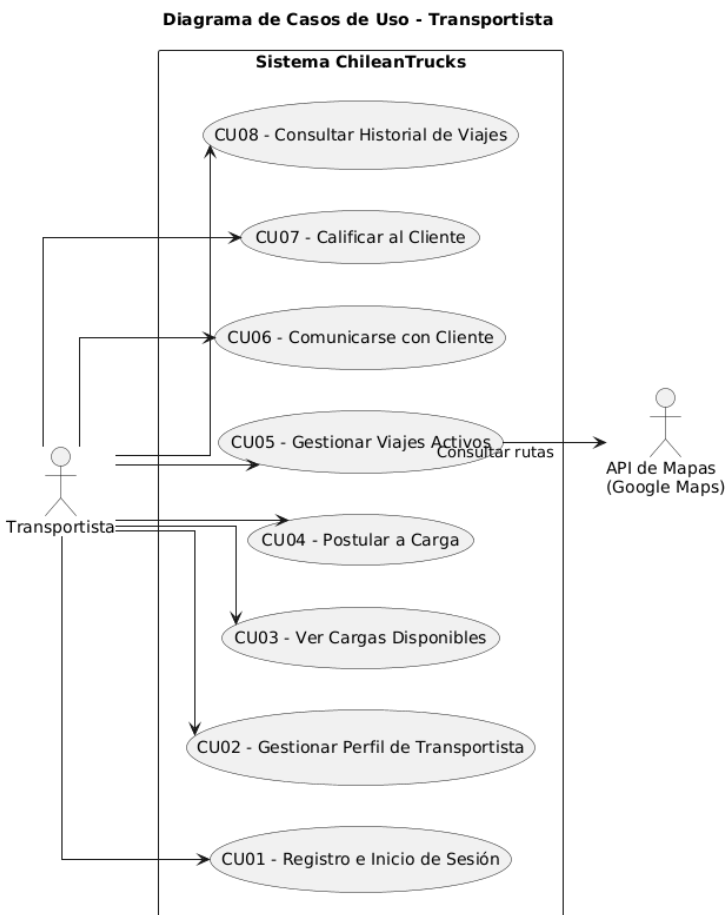 Diagrama de Casos de Uso - Transportista
Sistema ChileanTrucks
CU08 - Consultar Historial de Viajes
CU07 - Calificar al Cliente
CU06 - Comunicarse con Cliente
CU05 - Gestionar Viajes Activos
Consultar rutas
API de Mapas
(Google Maps)
Transportista
CU04 - Postular a Carga
CU03 - Ver Cargas Disponibles
CU02 - Gestionar Perfil de Transportista
CU01 - Registro e Inicio de Sesión